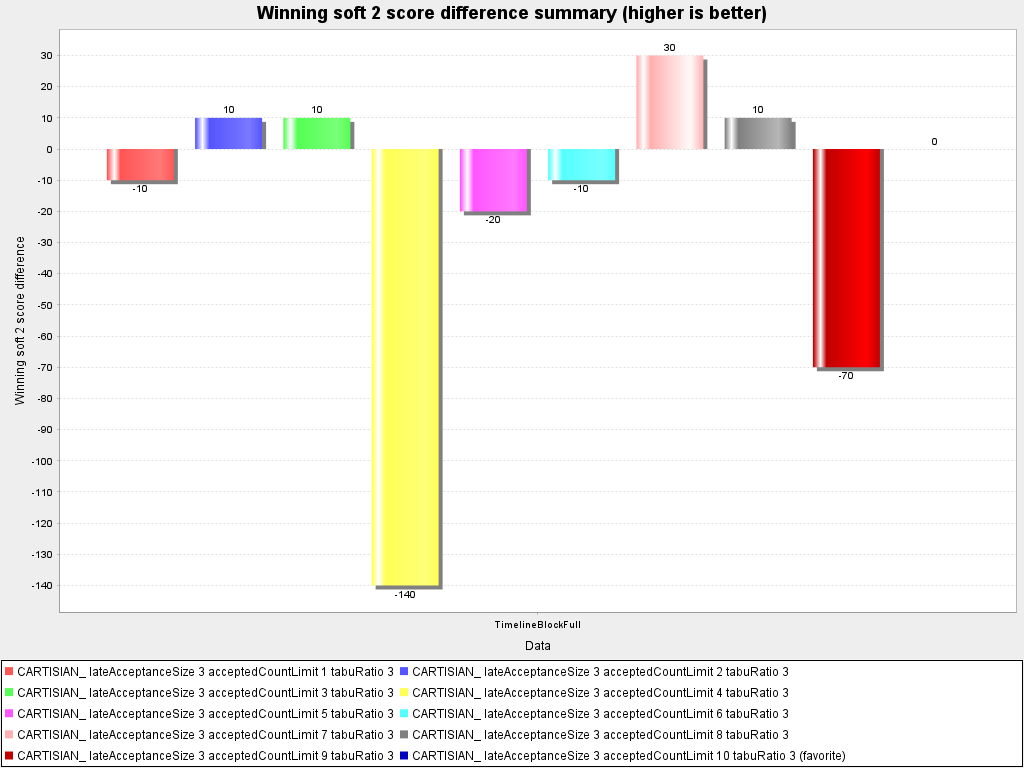 Winning soft 2 score difference summary (higher is better)
Winning soft 2 score difference
30
20
10
0
-10
-20
-30
-40
-50
-60
-70
-80
-90
-100
-110
-120
-130
-140
-10
10
10
-140
-20
-10
30
10
-70
0
TimelineBlockFull
Data
CARTISIAN_ lateAcceptanceSize 3 acceptedCountLimit 1 tabuRatio 3
CARTISIAN_ lateAcceptanceSize 3 acceptedCountLimit 2 tabuRatio 3
CARTISIAN_ lateAcceptanceSize 3 acceptedCountLimit 3 tabuRatio 3
CARTISIAN_ lateAcceptanceSize 3 acceptedCountLimit 4 tabuRatio 3
CARTISIAN_ lateAcceptanceSize 3 acceptedCountLimit 5 tabuRatio 3
CARTISIAN_ lateAcceptanceSize 3 acceptedCountLimit 6 tabuRatio 3
CARTISIAN_ lateAcceptanceSize 3 acceptedCountLimit 7 tabuRatio 3
CARTISIAN_ lateAcceptanceSize 3 acceptedCountLimit 8 tabuRatio 3
CARTISIAN_ lateAcceptanceSize 3 acceptedCountLimit 9 tabuRatio 3
CARTISIAN_ lateAcceptanceSize 3 acceptedCountLimit 10 tabuRatio 3 (favorite)